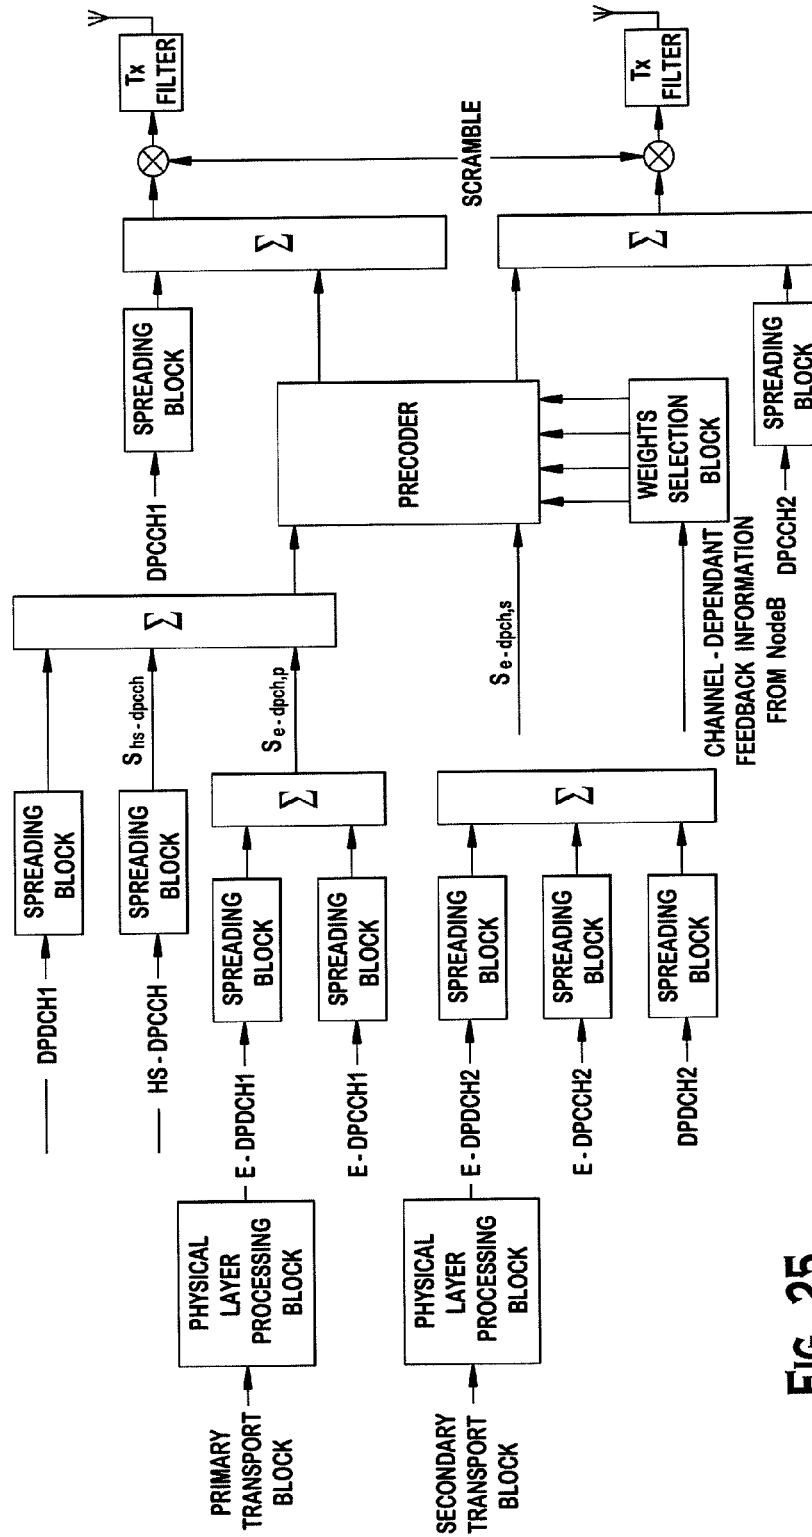 PRIMARY
TRANSPORT
BLOCK
PHYSICAL
LAYER
PROCESSING
BLOCK
SECONDARY
TRANSPORT
BLOCK
PHYSICAL
LAYER
PROCESSING
BLOCK
DPDCH1
SPREADING
BLOCK
HS - DPCCH
SPREADING
BLOCK
S hs - dpcch
E - DPDCH1
SPREADING
BLOCK
E - DPCCH1
SPREADING
BLOCK
Σ
S e - dpch,p
E - DPDCH2
SPREADING
BLOCK
E - DPCCH2
SPREADING
BLOCK
DPDCH2
SPREADING
BLOCK
Σ
S e - dpch,s
Σ
DPCCH1
SPREADING
BLOCK
PRECODER
WEIGHTS
SELECTION
BLOCK
CHANNEL - DEPENDANT
FEEDBACK INFORMATION
FROM NodeB
DPCCH2
SPREADING
BLOCK
Σ
Σ
SCRAMBLE
Tx
FILTER
Tx
FILTER
FIG. 25